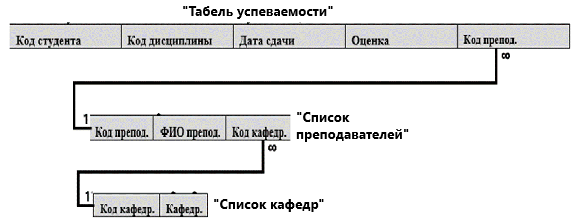 "Табель успеваемости"
Код студента Код дисциплины Дата сдачи Оценка Код препод.
∞
1
Код препод. ФИО препод. Код кафедр. "Список
преподавателей"
∞
1
Код кафедр. Кафедр. "Список кафедр"